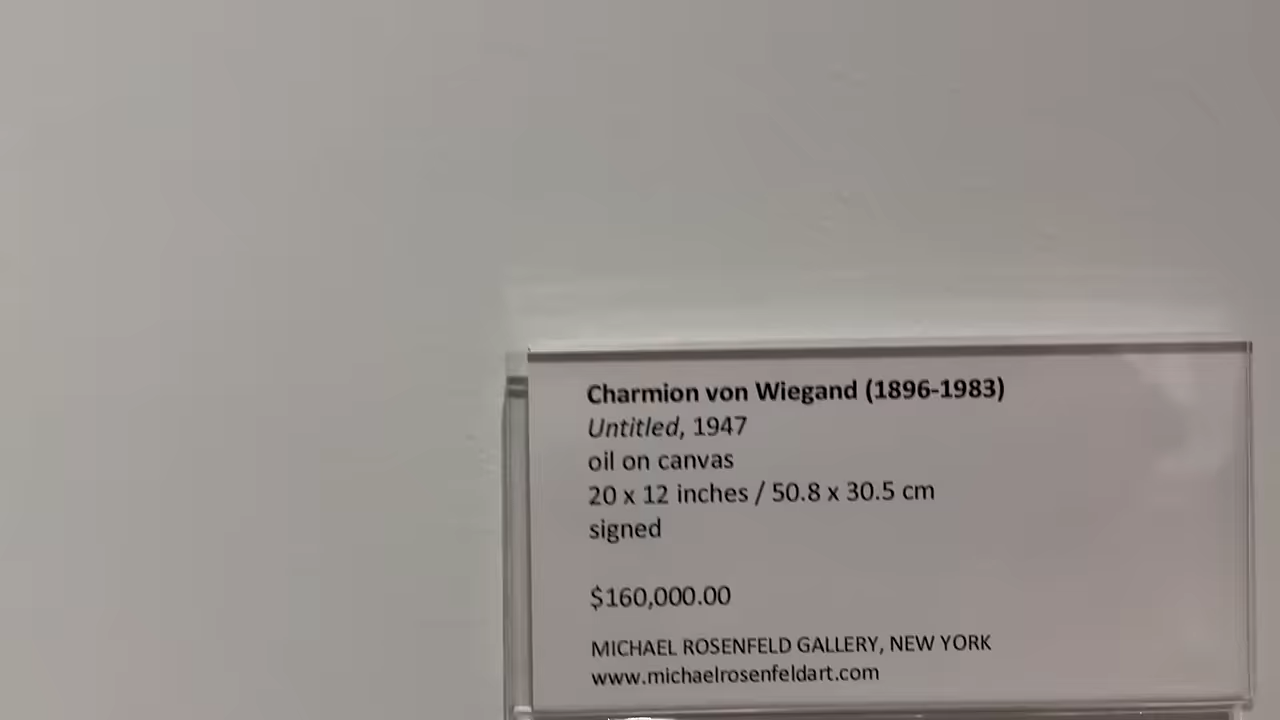 Charmion von Wiegand (1896-1983)
Untitled, 1947
oil on canvas
20 x 12 inches / 50.8 x 30.5 cm
signed
$160,000.00
MICHAEL ROSENFELD GALLERY, NEW YORK
www.michaelrosenfeldart.com